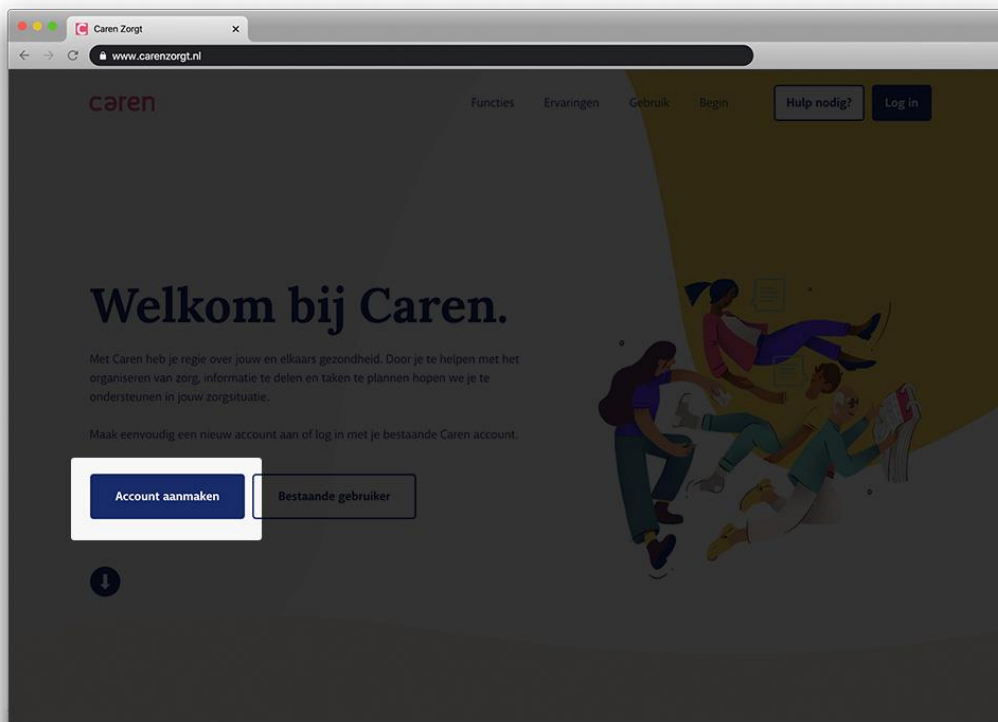 Caren Zorgt
www.carenzorgt.nl
caren
Functies Ervaringen Gebruik Begin Hulp nodig? Log in
Welkom bij Caren.
Met Caren heb je regie over jouw en elkaars gezondheid. Door je te helpen met het
organiseren van zorg, informatie te delen en taken te plannen hopen we je te
ondersteunen in jouw zorgsituatie.
Maak eenvoudig een nieuw account aan of log in met je bestaande Caren account.
Account aanmaken Bestaande gebruiker